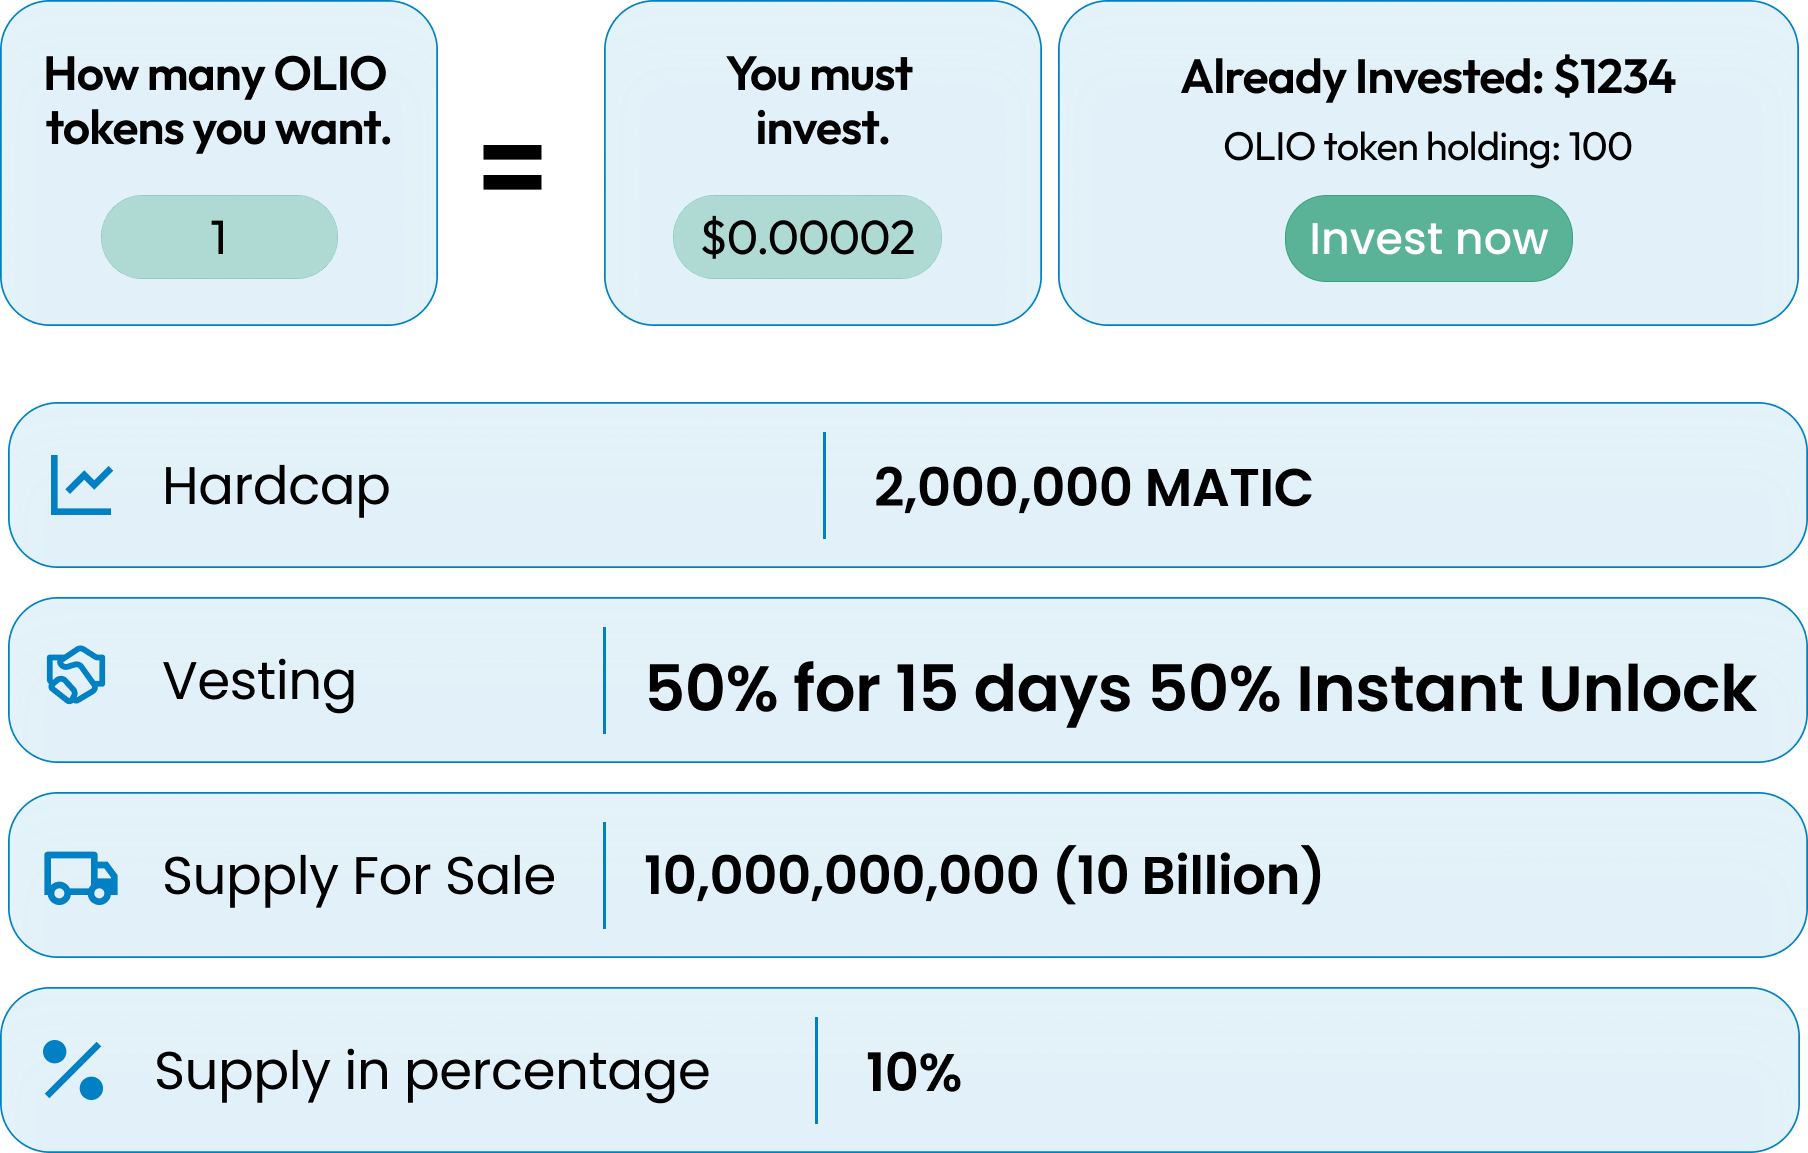 How many OLIO
tokens you want.
1
=
You must
invest.
$0.00002
Already Invested: $1234
OLIO token holding: 100
Invest now
Hardcap
2,000,000 MATIC
Vesting
50% for 15 days 50% Instant Unlock
Supply For Sale
10,000,000,000 (10 Billion)
Supply in percentage
10%